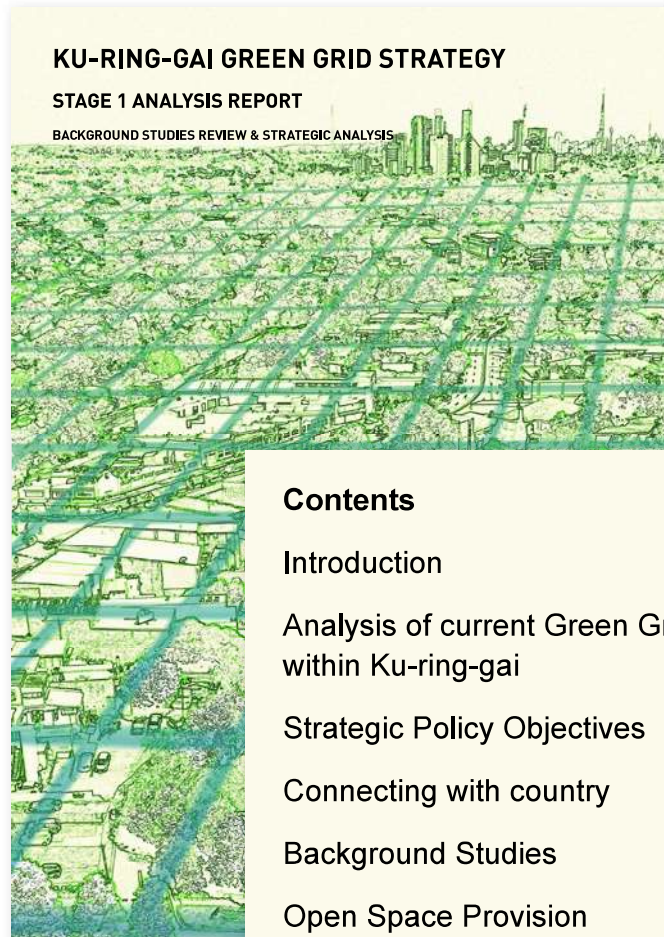 KU-RING-GAI GREEN GRID STRATEGY
STAGE 1 ANALYSIS REPORT
BACKGROUND STUDIES REVIEW & STRATEGIC ANALYSIS
Contents
Introduction
Analysis of current Green Gr
within Ku-ring-gai
Strategic Policy Objectives
Connecting with country
Background Studies
Open Space Provision